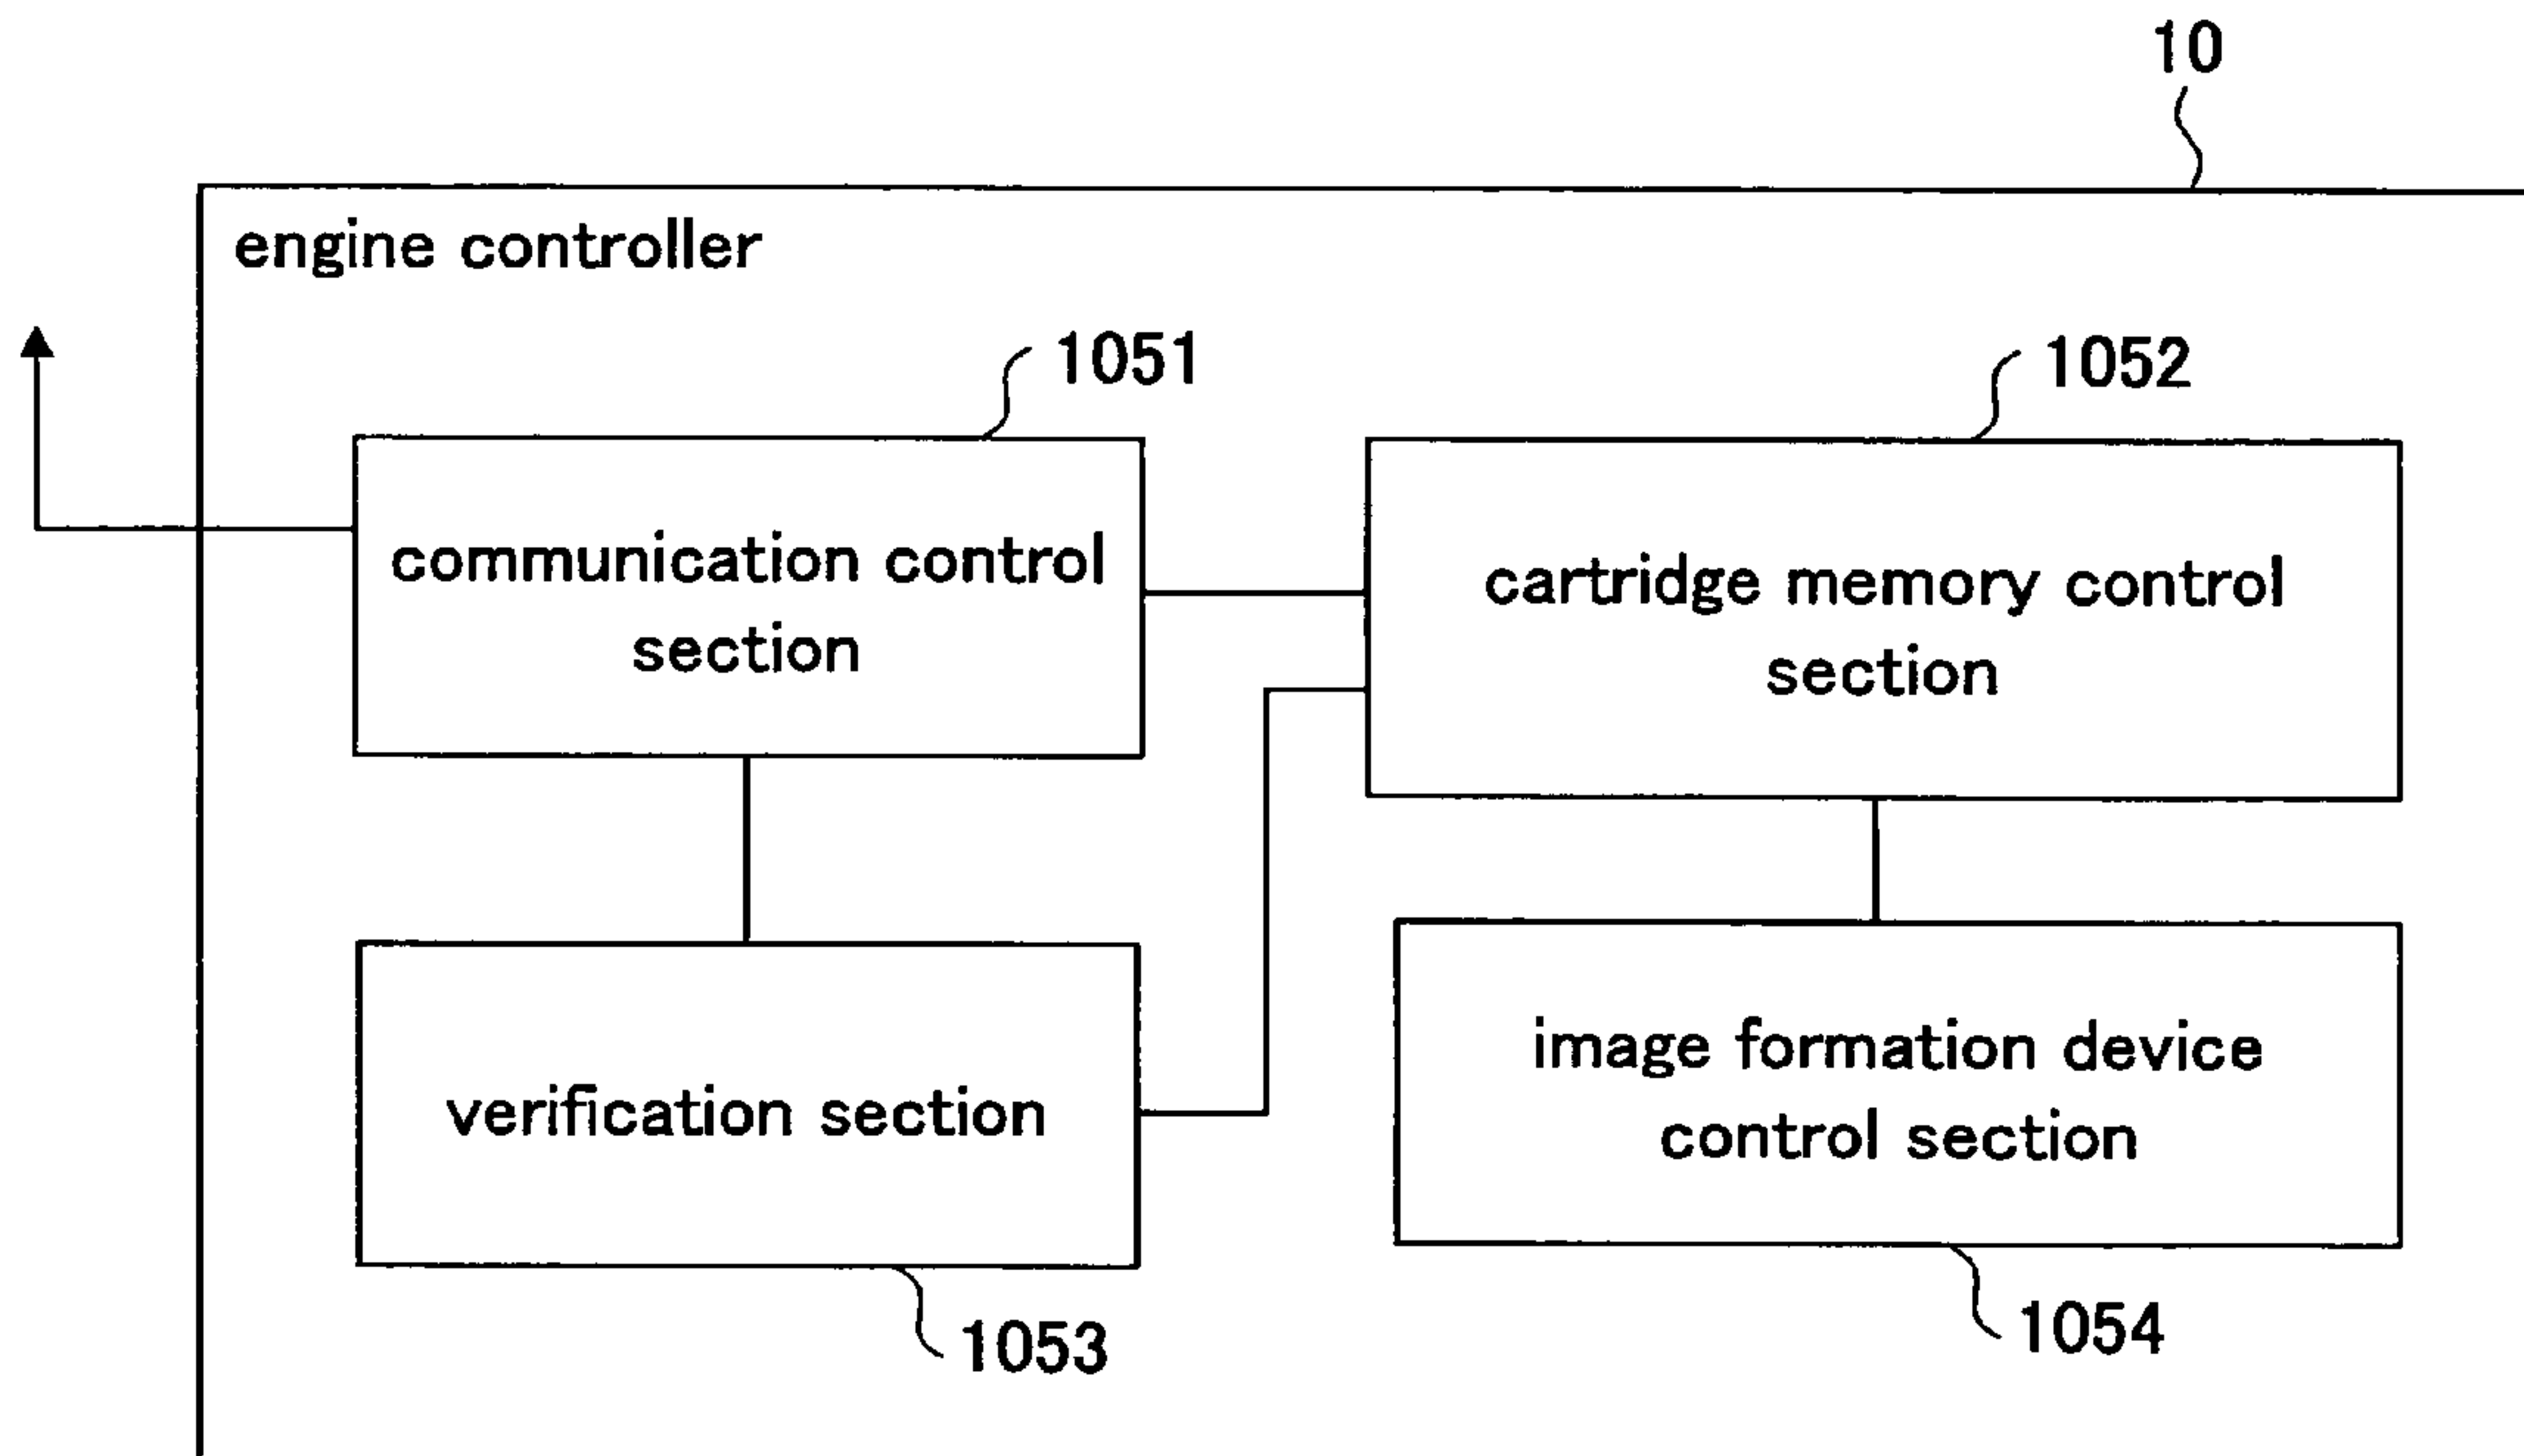 10
engine controller
1051
1052
communication control
section
cartridge memory control
section
verification section
image formation device
control section
1053
1054